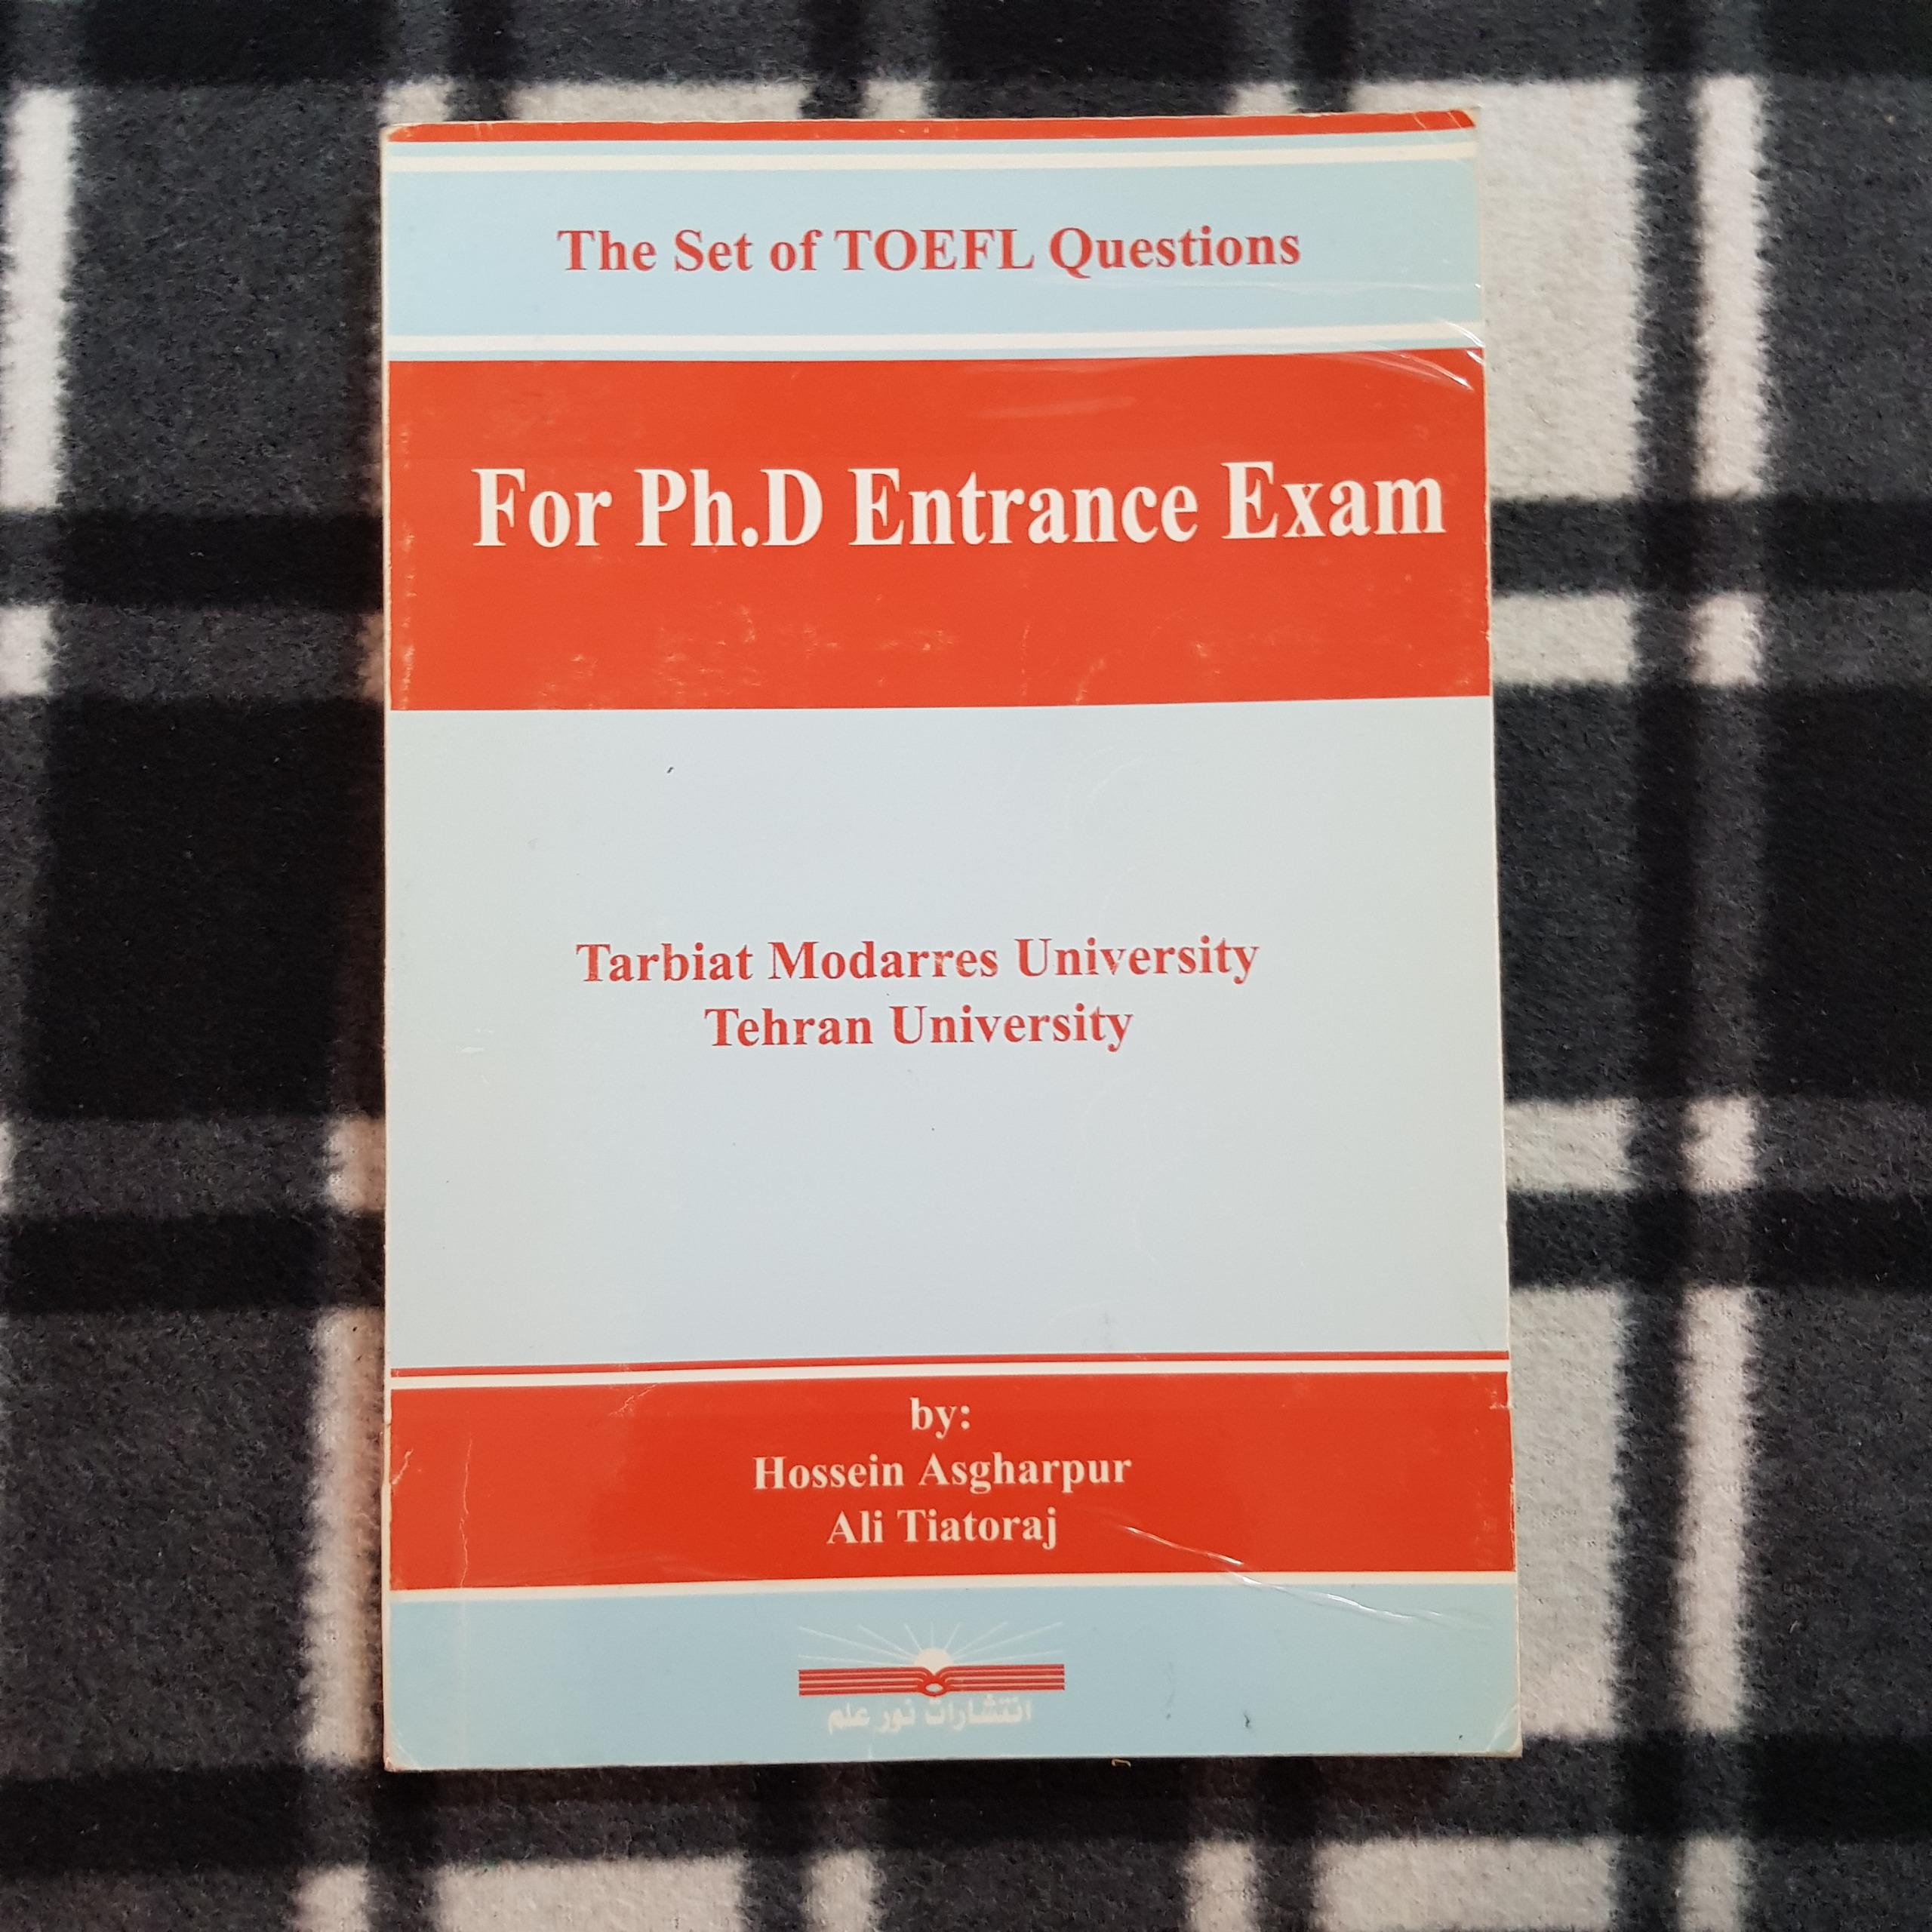 The Set of TOEFL Questions
For Ph.D Entrance Exam
Tarbiat Modarres University
Tehran University
by:
Hossein Asgharpur
Ali Tiatoraj
انتشارات نور علم